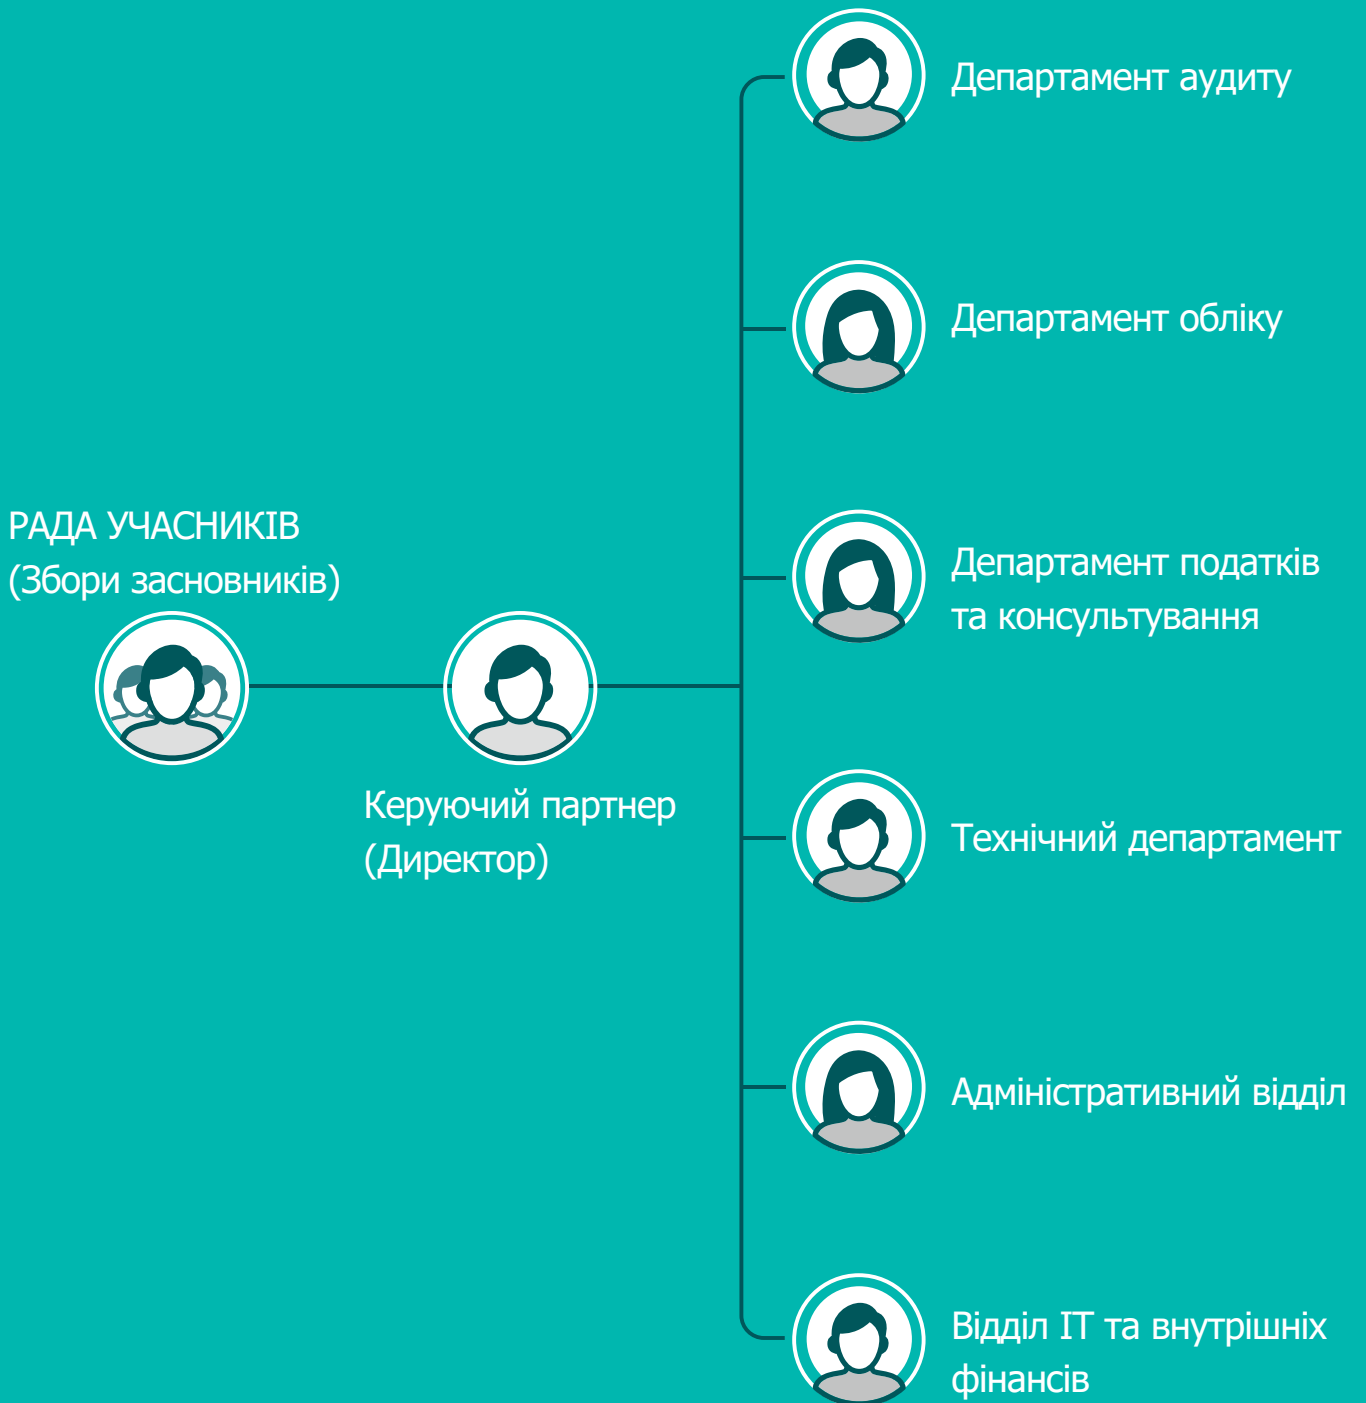 Департамент аудиту
Департамент обліку
РАДА УЧАСНИКІВ
(Збори засновників)
Департамент податків
та консультування
Керуючий партнер
(Директор)
Технічний департамент
Адміністративний відділ
Відділ ІТ та внутрішніх
фінансів